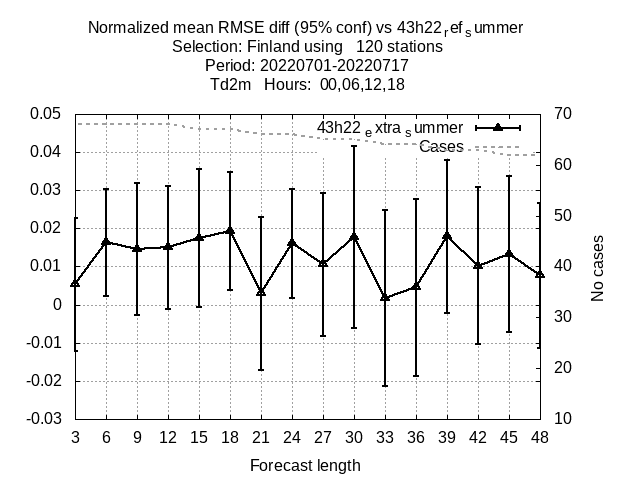 Normalized mean RMSE diff (95% conf) vs 43h22refsummer
Selection: Finland using 120 stations
Period: 20220701-20220717
Td2m Hours: 00,06,12,18
0.05 70
43h22extrasummer
Cases
0.04 60
0.03
0.02 50
0.01 40
0 30
-0.01
-0.02 20
-0.03 10
No cases
3 6 9 12 15 18 21 24 27 30 33 36 39 42 45 48
Forecast length